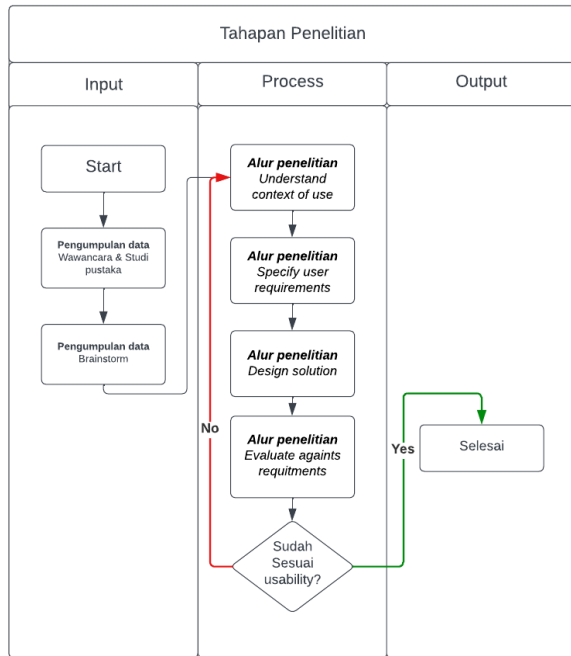 Tahapan Penelitian
Input
Process
Output
Start
Pengumpulan data
Wawancara & Studi
pustaka
Pengumpulan data
Brainstorm
Alur penelitian
Understand
context of use
Alur penelitian
Specify user
requirements
Alur penelitian
Design solution
Alur penelitian
Evaluate againts
requitments
Sudah
Sesuai
usability?
No
Yes
Selesai